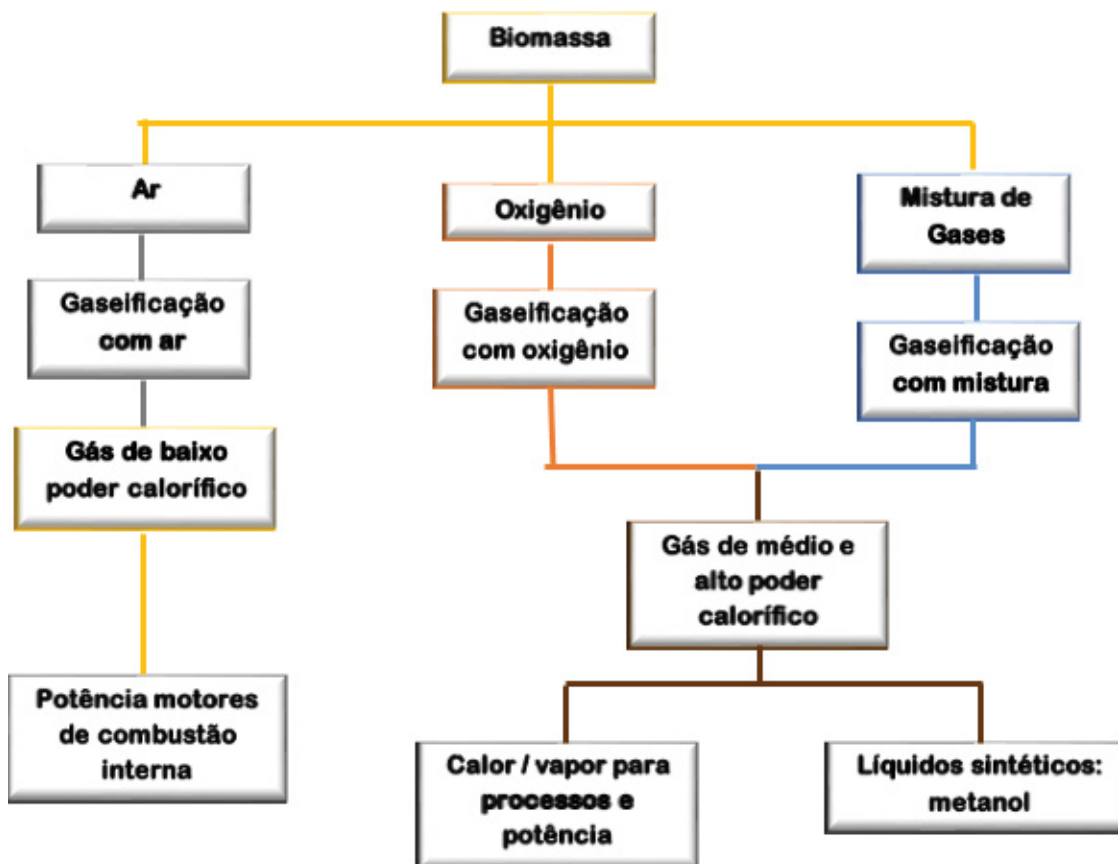 Biomassa
Ar
Oxigênio
Mistura de
Gases
Gaseificação
com ar
Gaseificação
com oxigênio
Gaseificação
com mistura
Gás de baixo
poder calorífico
Gás de médio e
alto poder
calorífico
Potência motores
de combustão
interna
Calor / vapor para
processos e
potência
Líquidos sintéticos:
metanol